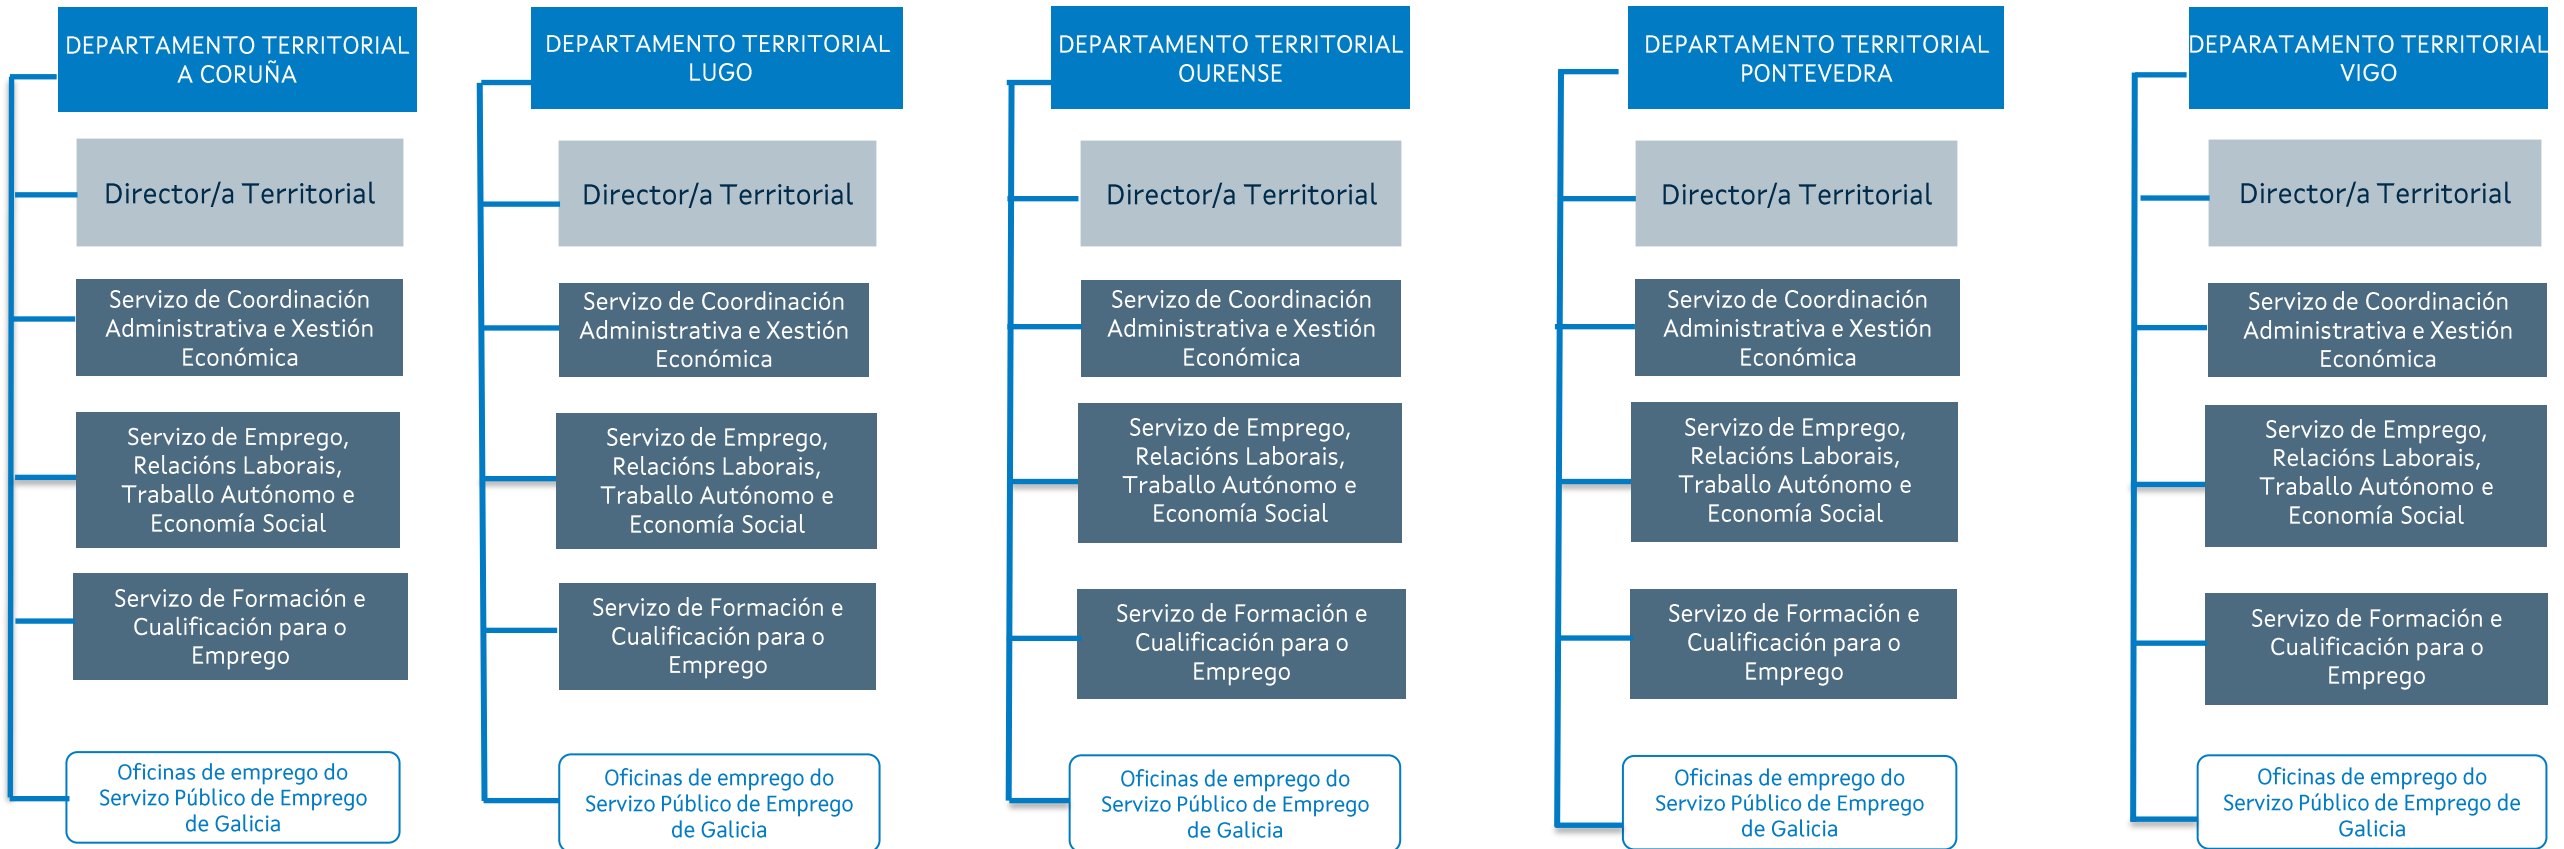 DEPARTAMENTO TERRITORIAL
A CORUÑA
Director/a Territorial
Servizo de Coordinación
Administrativa e Xestión
Económica
Servizo de Emprego,
Relacións Laborais,
Traballo Autónomo e
Economía Social
Servizo de Formación e
Cualificación para o
Emprego
Oficinas de emprego do
Servizo Público de Emprego
de Galicia
DEPARTAMENTO TERRITORIAL
LUGO
Director/a Territorial
Servizo de Coordinación
Administrativa e Xestión
Económica
Servizo de Emprego,
Relacións Laborais,
Traballo Autónomo e
Economía Social
Servizo de Formación e
Cualificación para o
Emprego
Oficinas de emprego do
Servizo Público de Emprego
de Galicia
DEPARTAMENTO TERRITORIAL
OURENSE
Director/a Territorial
Servizo de Coordinación
Administrativa e Xestión
Económica
Servizo de Emprego,
Relacións Laborais,
Traballo Autónomo e
Economía Social
Servizo de Formación e
Cualificación para o
Emprego
Oficinas de emprego do
Servizo Público de Emprego
de Galicia
DEPARTAMENTO TERRITORIAL
PONTEVEDRA
Director/a Territorial
Servizo de Coordinación
Administrativa e Xestión
Económica
Servizo de Emprego,
Relacións Laborais,
Traballo Autónomo e
Economía Social
Servizo de Formación e
Cualificación para o
Emprego
Oficinas de emprego do
Servizo Público de Emprego
de Galicia
DEPARATAMENTO TERRITORIAL
VIGO
Director/a Territorial
Servizo de Coordinación
Administrativa e Xestión
Económica
Servizo de Emprego,
Relacións Laborais,
Traballo Autónomo e
Economía Social
Servizo de Formación e
Cualificación para o
Emprego
Oficinas de emprego do
Servizo Público de Emprego de
Galicia